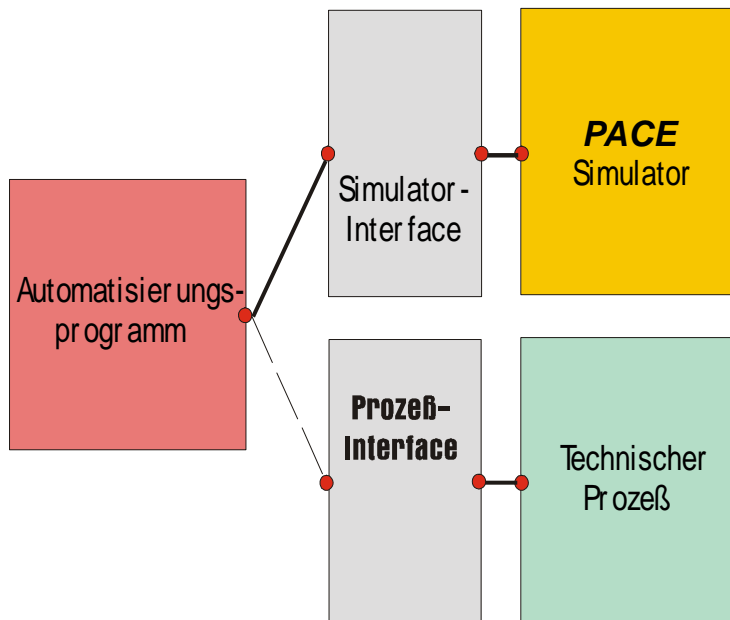 Automatisierungs-
programm
Simulator-
Interface
PACE
Simulator
Prozeß-
Interface
Technischer
Prozeß